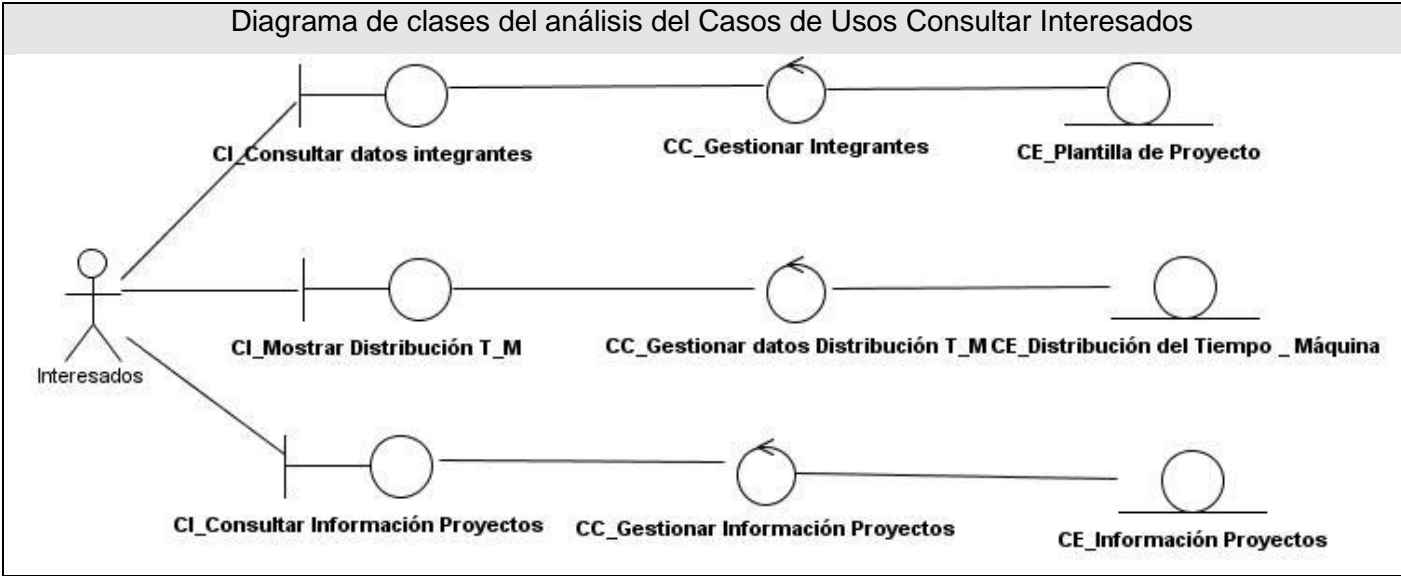 Diagrama de clases del análisis del Casos de Usos Consultar Interesados
CI_Consultar datos integrantes
CC_Gestionar Integrantes
CE_Plantilla de Proyecto
CI_Mostrar Distribución T_M
CC_Gestionar datos Distribución T_M
CE_Distribución del Tiempo _ Máquina
Interesados
CI_Consultar Información Proyectos
CC_Gestionar Información Proyectos
CE_Información Proyectos